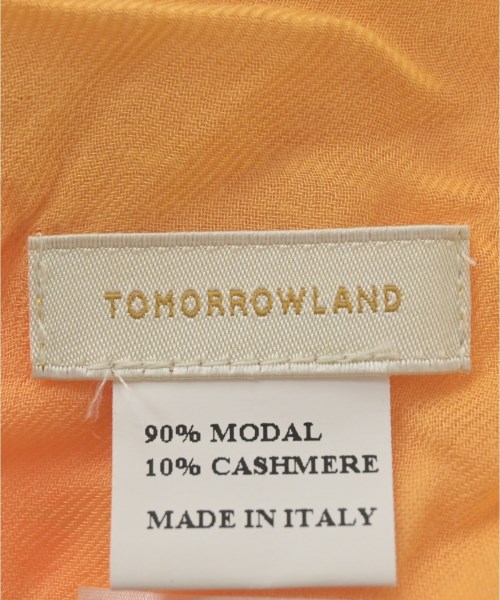 TOMORROWLAND
90% MODAL
10% CASHMERE
MADE IN ITALY